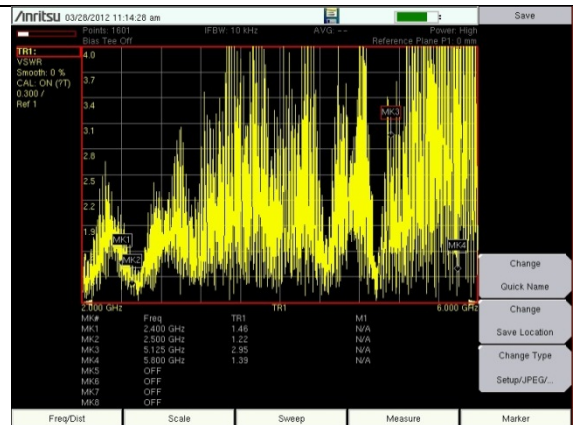 Anritsu 03/28/2012 11:14:28 am
Save
Points: 1601 IFBW: 10 kHz AVG: -- Power: High
Bias Tee Off Reference Plane P1: 0 mm
TR1:
VSWR
Smooth: 0 %
CAL: ON (?T)
0.300 /
Ref 1
4.0
3.7
3.4
3.1
2.8
2.5
2.2
1.9
MK3
MK1
MK2
MK4
2.000 GHz TR1 6.000 GHz
MK# Freq TR1 M1
MK1 2.400 GHz 1.46 N/A
MK2 2.500 GHz 1.22 N/A
MK3 5.125 GHz 2.95 N/A
MK4 5.800 GHz 1.39 N/A
MK5 OFF
MK6 OFF
MK7 OFF
MK8 OFF
Change
Quick Name
Change
Save Location
Change Type
Setup/JPEG/...
Freq/Dist Scale Sweep Measure Marker